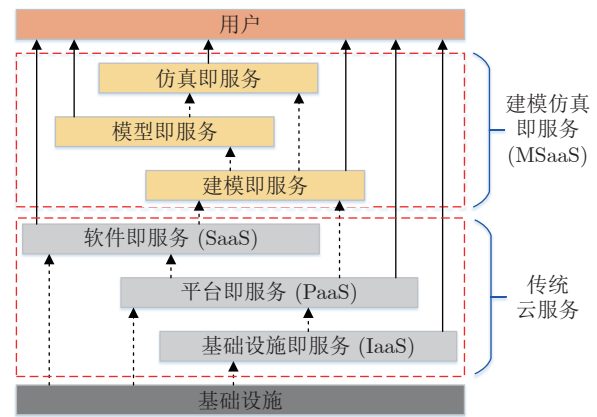 用户
仿真即服务
模型即服务
建模即服务
建模仿真
即服务
(MSaaS)
软件即服务 (SaaS)
平台即服务 (PaaS)
基础设施即服务 (IaaS)
传统
云服务
基础设施